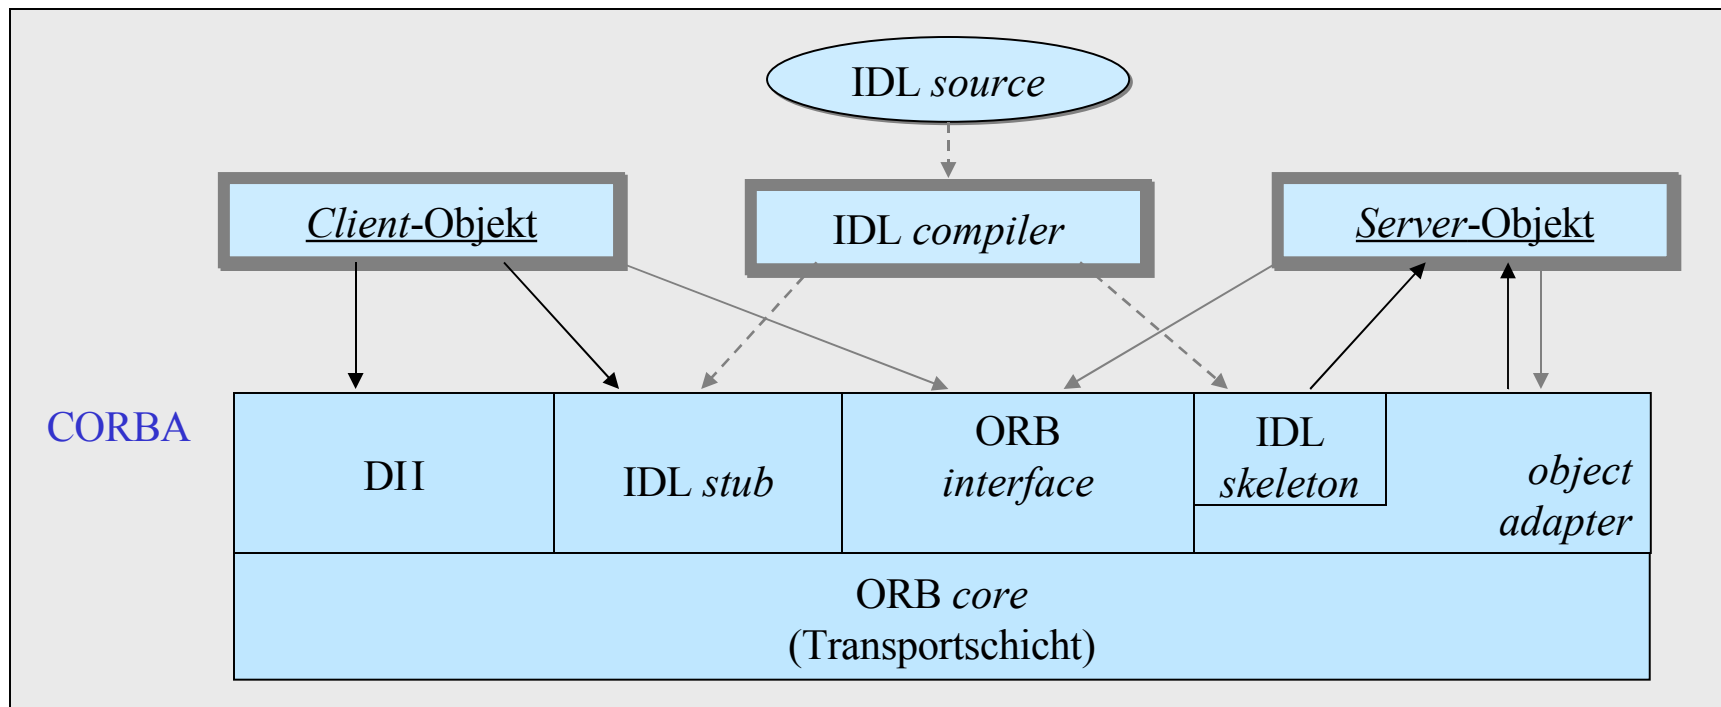 IDL source
Client-Objekt
IDL compiler
Server-Objekt
CORBA
DII
IDL stub
ORB
interface
IDL
skeleton
object
adapter
ORB core
(Transportschicht)